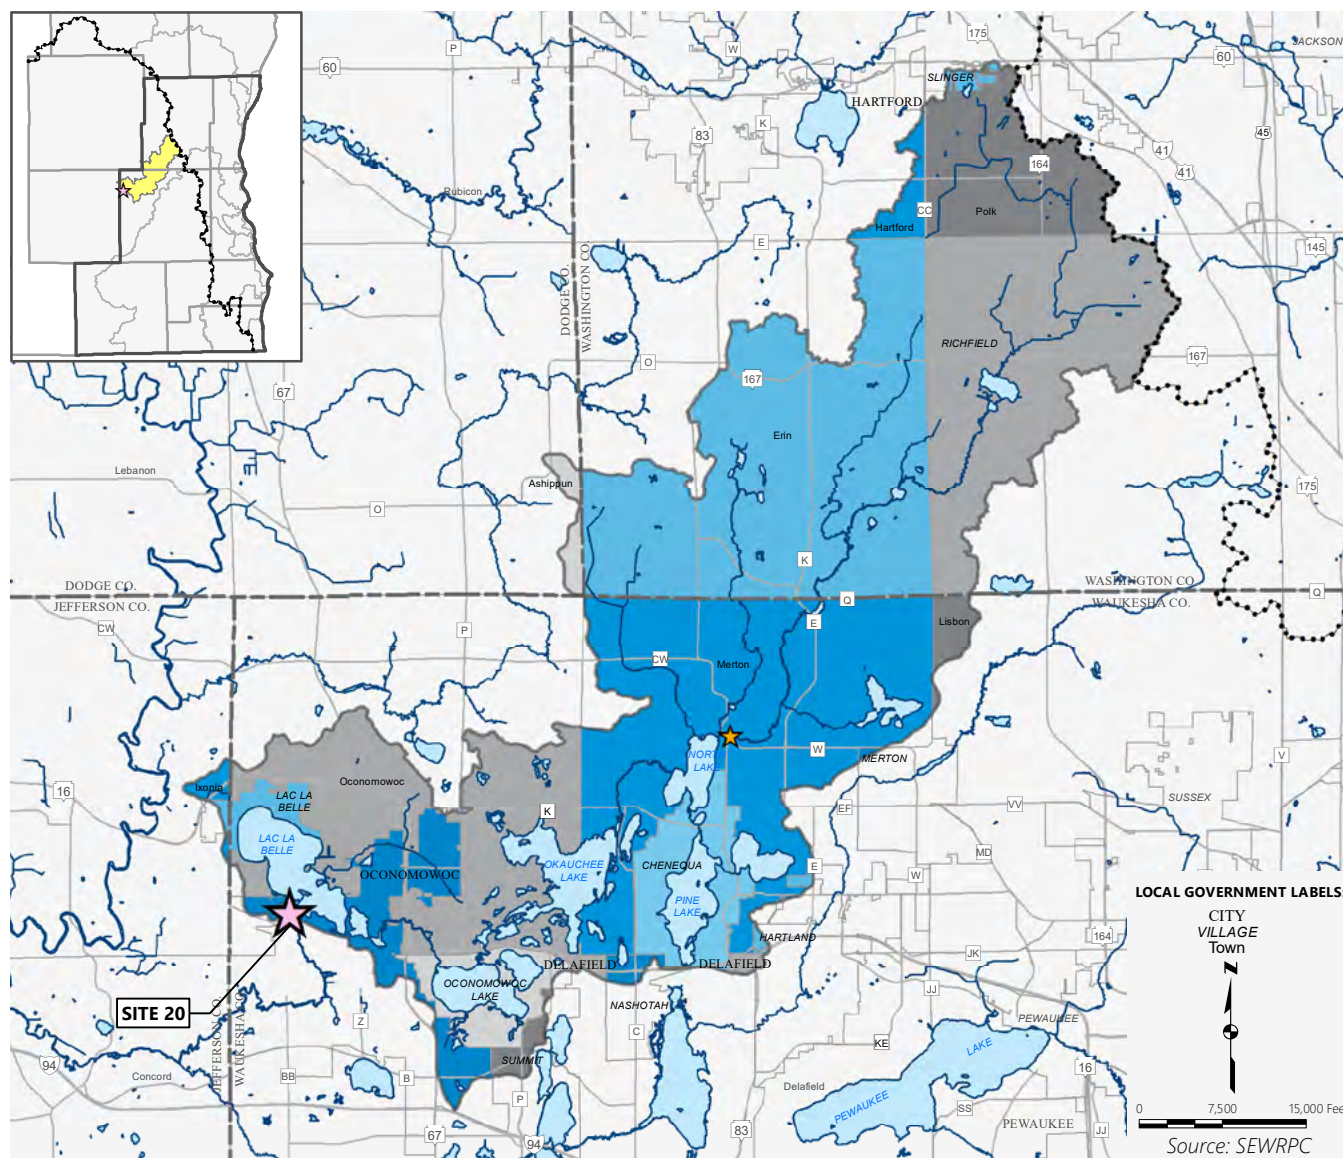 175
JACKSON
P
W
60
60
SLINGER
HARTFORD
K
83
45
41
164
41
Rubicon
CC
Polk
Hartford
E
145
DODGE CO.
WASHINGTON CO.
RICHFIELD
O
167
67
167
Erin
Lebanon
Ashippun
175
O
K
DODGE CO.
JEFFERSON CO.
WASHINGTON CO.
WAUKESHA CO.
Q
Q
CW
P
E
Lisbon
CW
Merton
W
NORTH
LAKE
MERTON
V
Oconomowoc
Ixonia
16
LAC LA
BELLE
K
EF
VV
SUSSEX
LAC LA
BELLE
MD
OCONOMOWOC
OKAUCHEE
LAKE
CHENEQUA
E
W
PINE
LAKE
LOCAL GOVERNMENT LABELS
CITY
VILLAGE
Town
HARTLAND
164
JK
DELAFIELD
DELAFIELD
OCONOMOWOC
LAKE
JJ
NASHOTAH
SITE 20
Z
C
PEWAUKEE
JEFFERSON CO.
WAUKESHA CO.
KE
LAKE
SUMMIT
94
Concord
BB
B
Delafield
16
P
PEWAUKEE
SS
0
7,500
15,000 Fee
N
67
94
83
PEWAUKEE
JJ
Source: SEWRPC